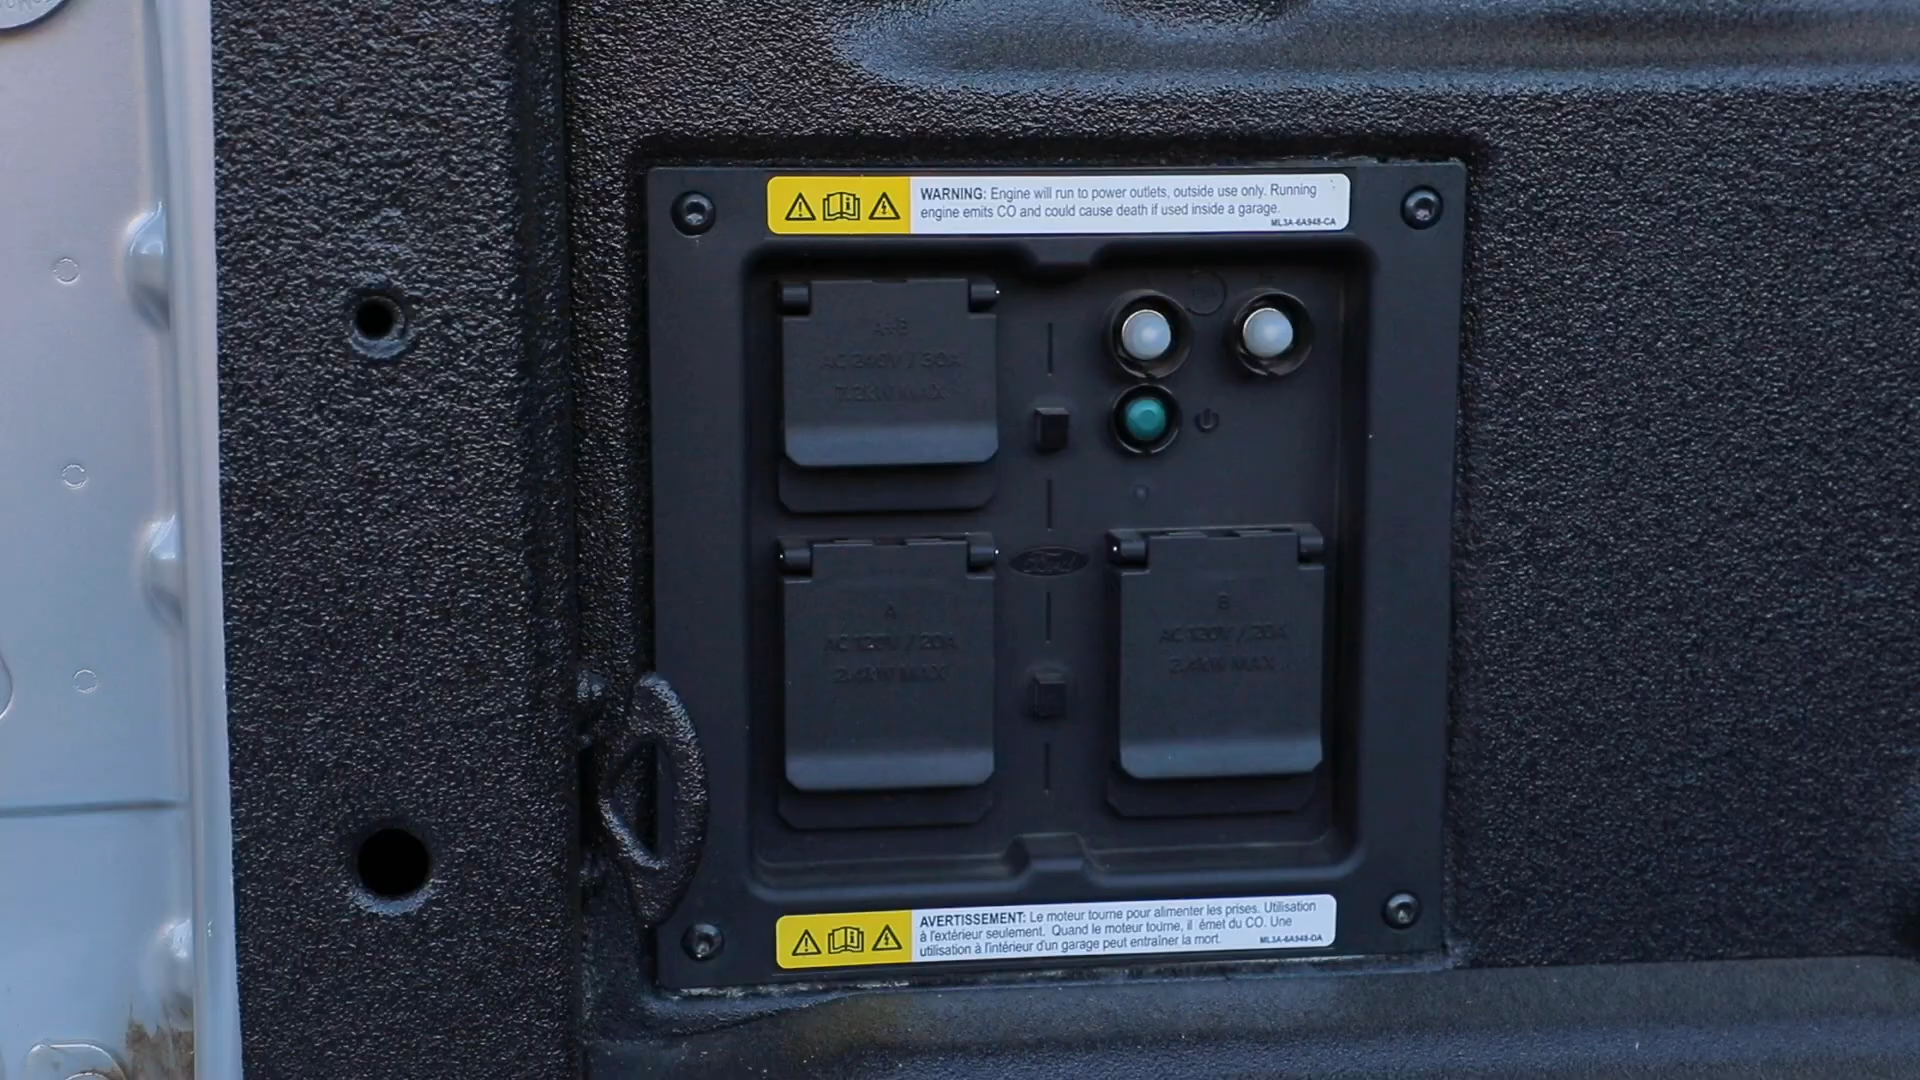 WARNING: Engine will run to power outlets, outside use only. Running
engine emits CO and could cause death if used inside a garage.
ML3A-6A948-CA
A+B
AC 240V / 30A
7.2kW MAX
Ford
A
AC 120V / 20A
2.4kW MAX
B
AC 120V / 20A
2.4kW MAX
AVERTISSEMENT: Le moteur tourne pour alimenter les prises. Utilisation
à l'extérieur seulement. Quand le moteur tourne, il émet du CO. Une
utilisation à l'intérieur d'un garage peut entraîner la mort.
ML3A-6A948-DA